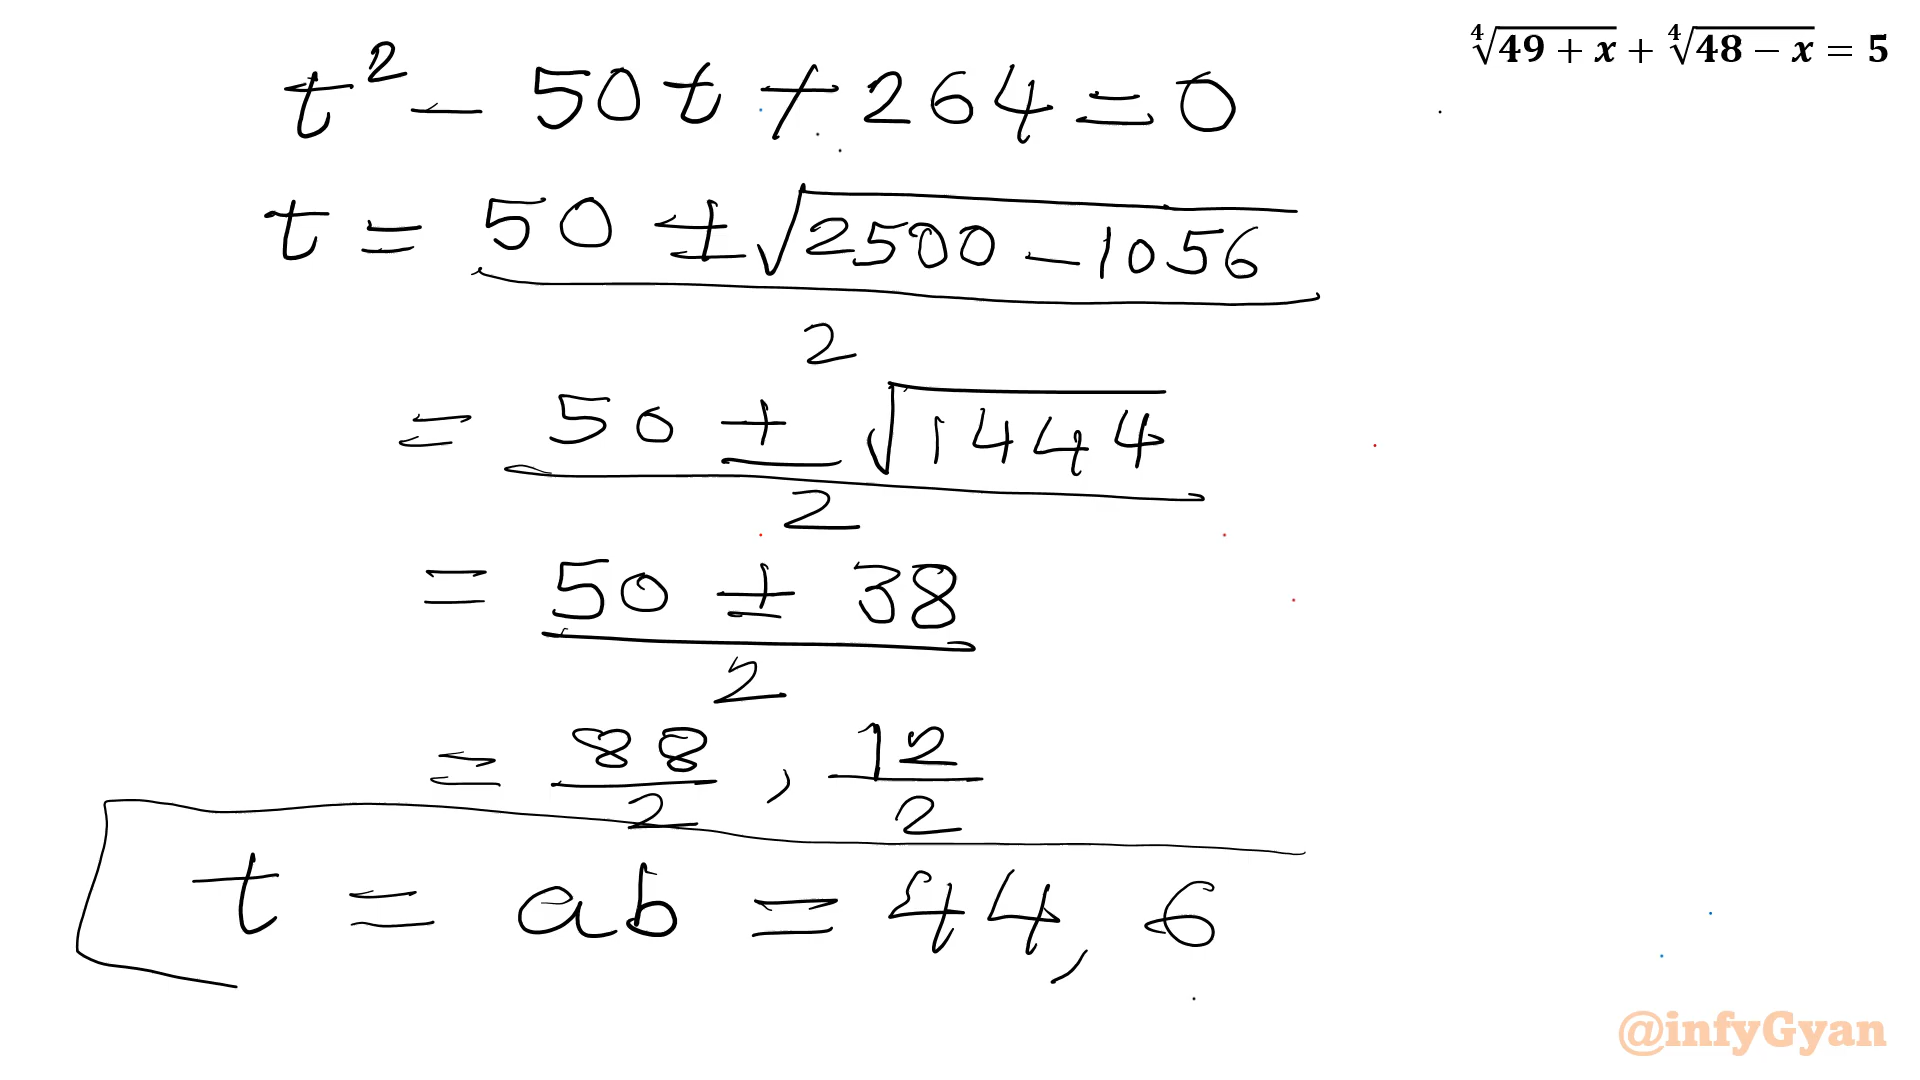 ∜(49 + x) + ∜(48 − x) = 5
t² − 50t + 264 = 0
t = (50 ± √(2500 − 1056)) / 2
= (50 ± √1444) / 2
= (50 ± 38) / 2
= 88/2 , 12/2
t = ab = 44, 6
@infyGyan